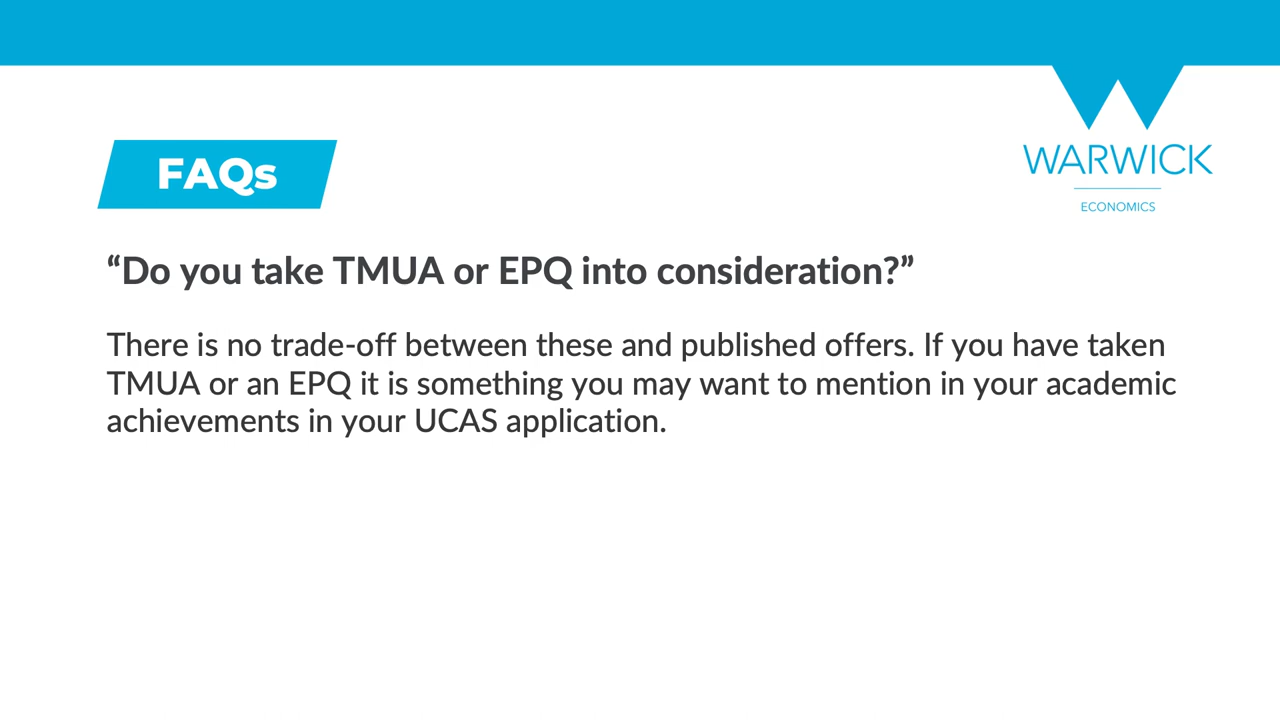 WARWICK
ECONOMICS
FAQs
“Do you take TMUA or EPQ into consideration?”
There is no trade-off between these and published offers. If you have taken
TMUA or an EPQ it is something you may want to mention in your academic
achievements in your UCAS application.